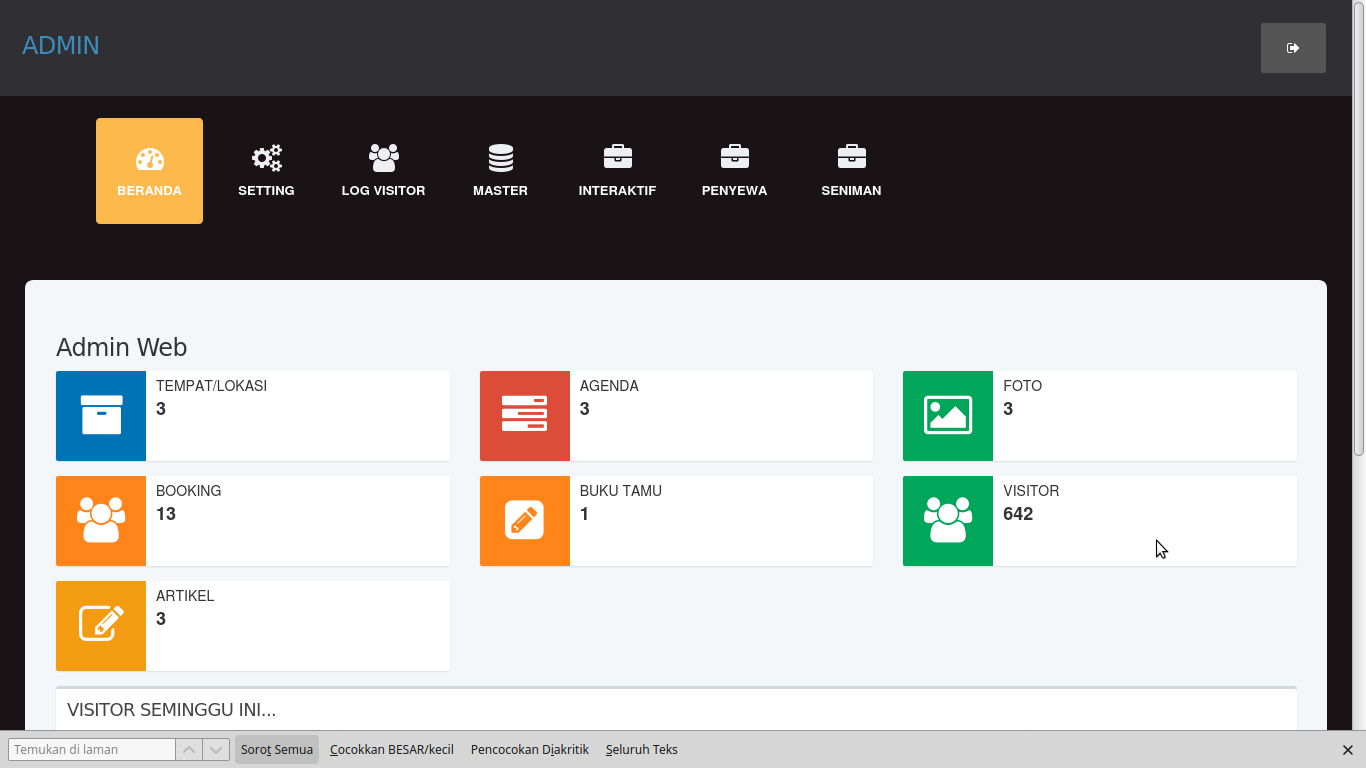 ADMIN
BERANDA SETTING LOG VISITOR MASTER INTERAKTIF PENYEWA SENIMAN
Admin Web
TEMPAT/LOKASI
3
AGENDA
3
FOTO
3
BOOKING
13
BUKU TAMU
1
VISITOR
642
ARTIKEL
3
VISITOR SEMINGGU INI...
Temukan di laman Sorot Semua Cocokkan BESAR/kecil Pencocokan Diakritik Seluruh Teks